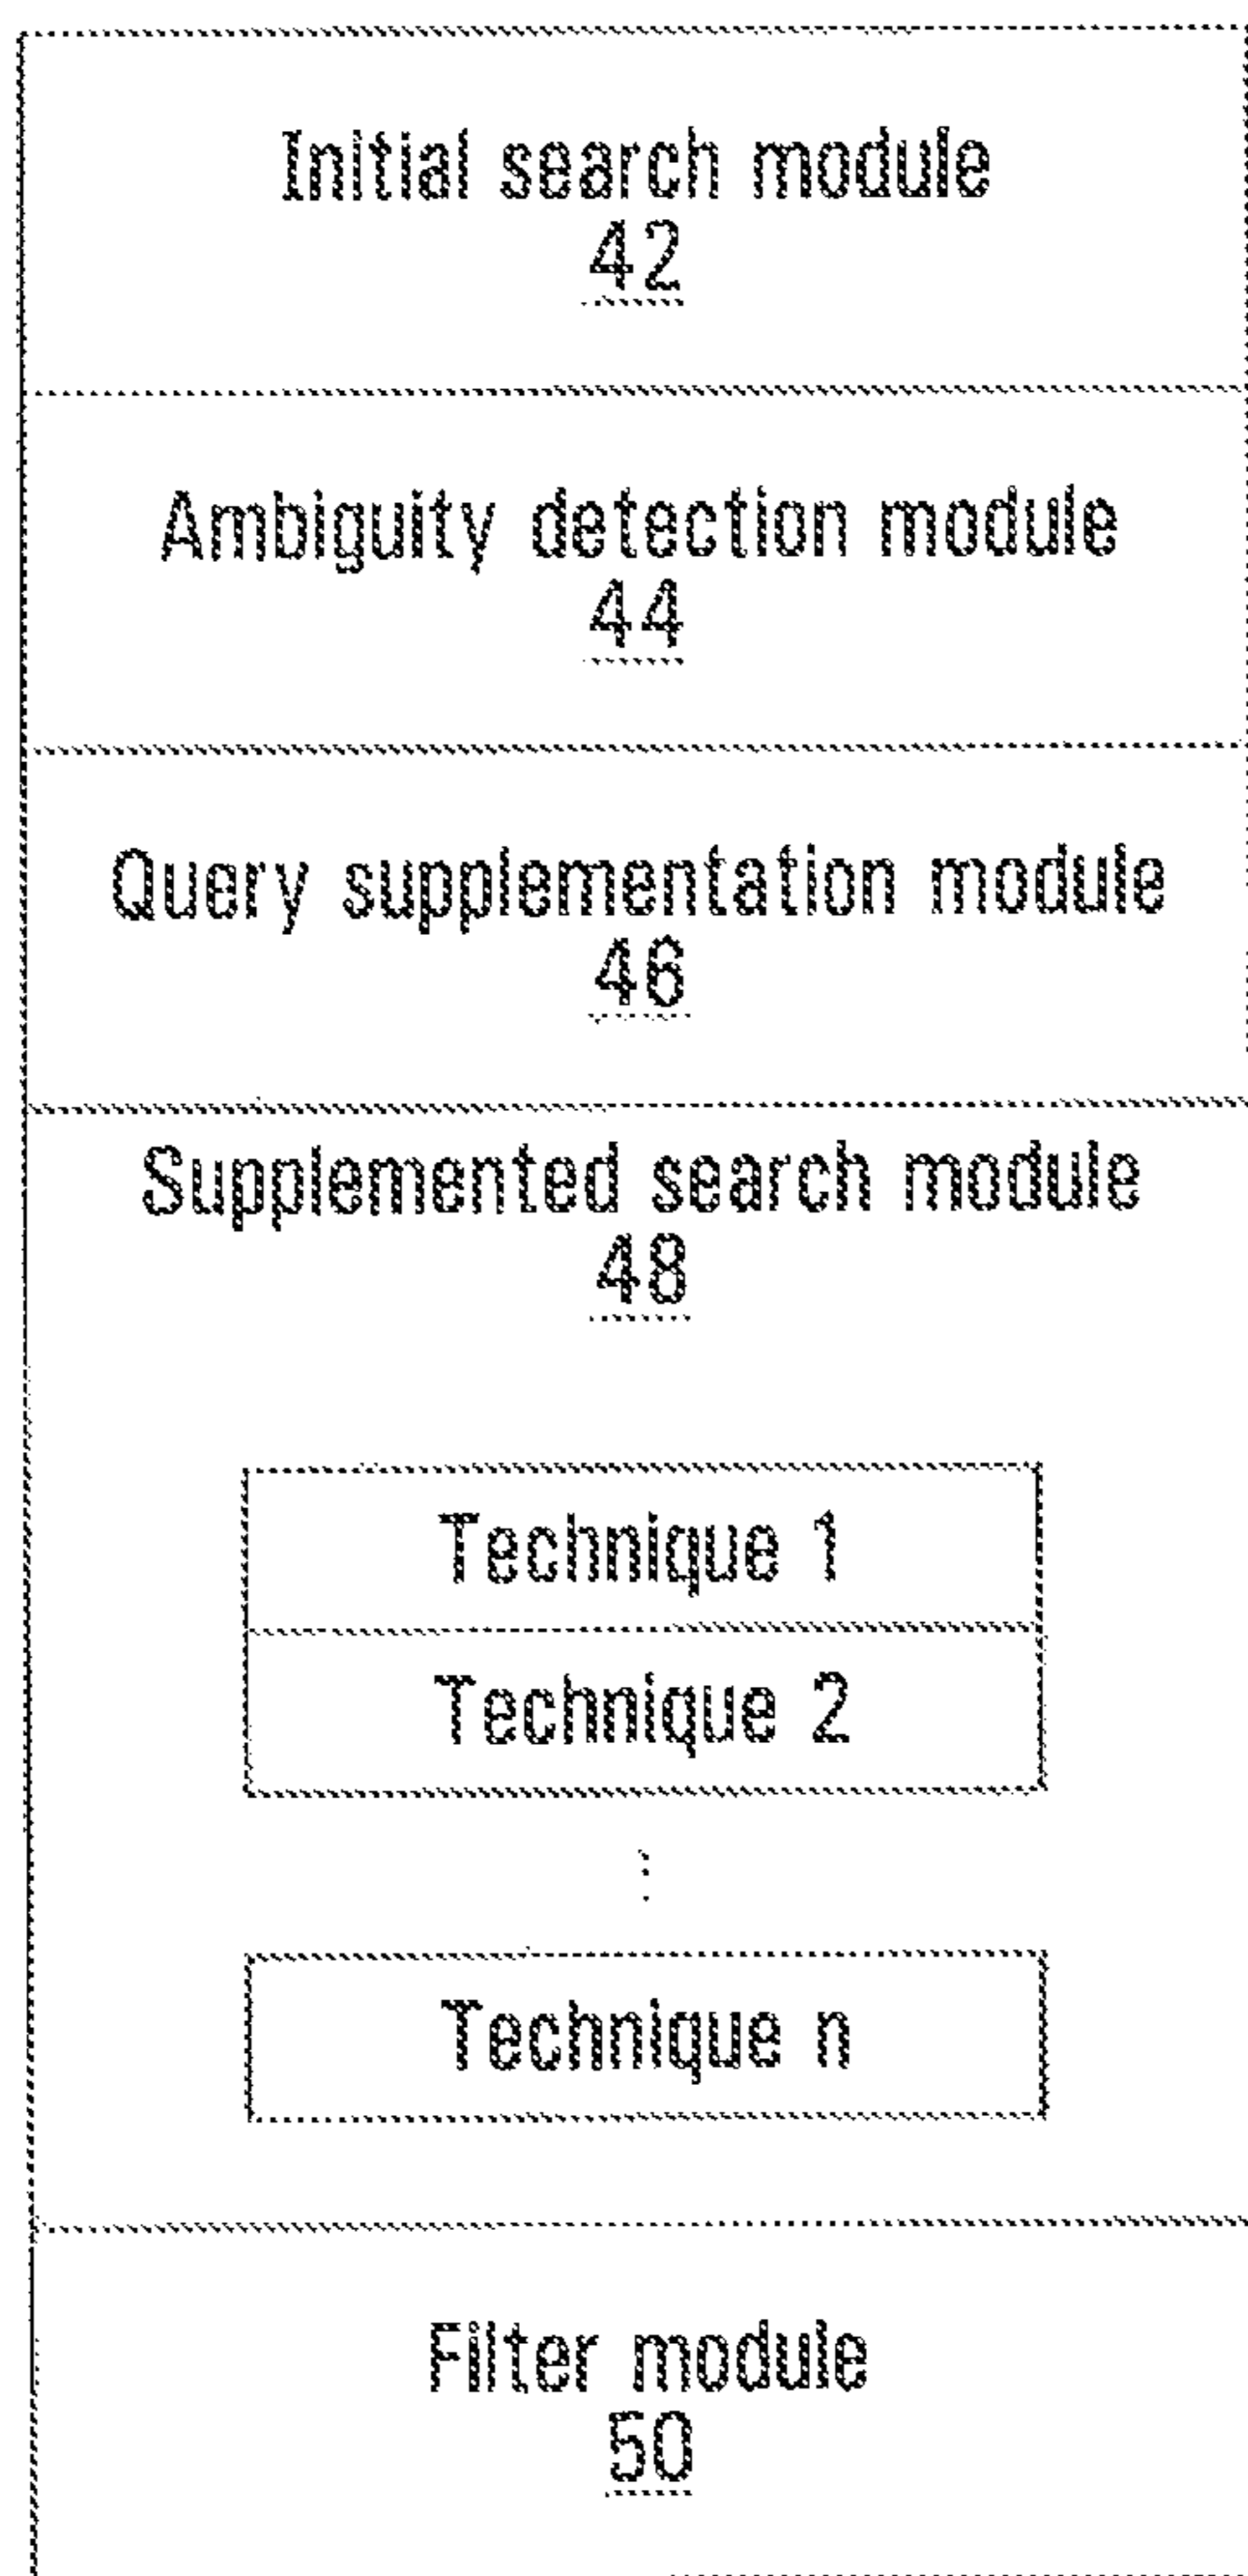 Initial search module
42
Ambiguity detection module
44
Query supplementation module
46
Supplemented search module
48
Technique 1
Technique 2
⋮
Technique n
Filter module
50